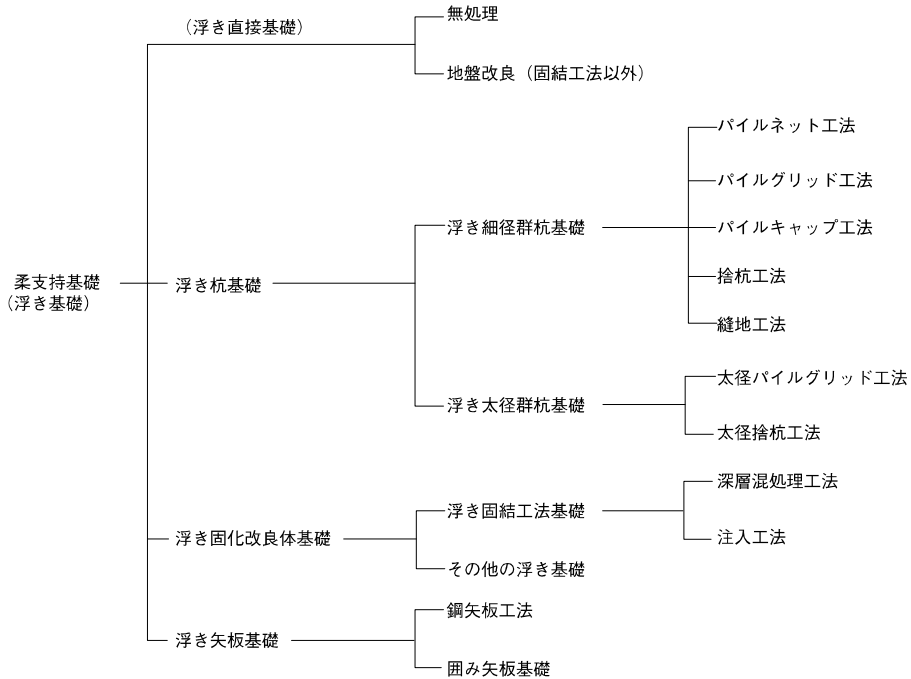 柔支持基礎
(浮き基礎)
（浮き直接基礎）
無処理
地盤改良（固結工法以外）
浮き杭基礎
浮き細径群杭基礎
パイルネット工法
パイルグリッド工法
パイルキャップ工法
捨杭工法
縫地工法
浮き太径群杭基礎
太径パイルグリッド工法
太径捨杭工法
浮き固化改良体基礎
浮き固結工法基礎
深層混処理工法
注入工法
その他の浮き基礎
浮き矢板基礎
鋼矢板工法
囲み矢板基礎